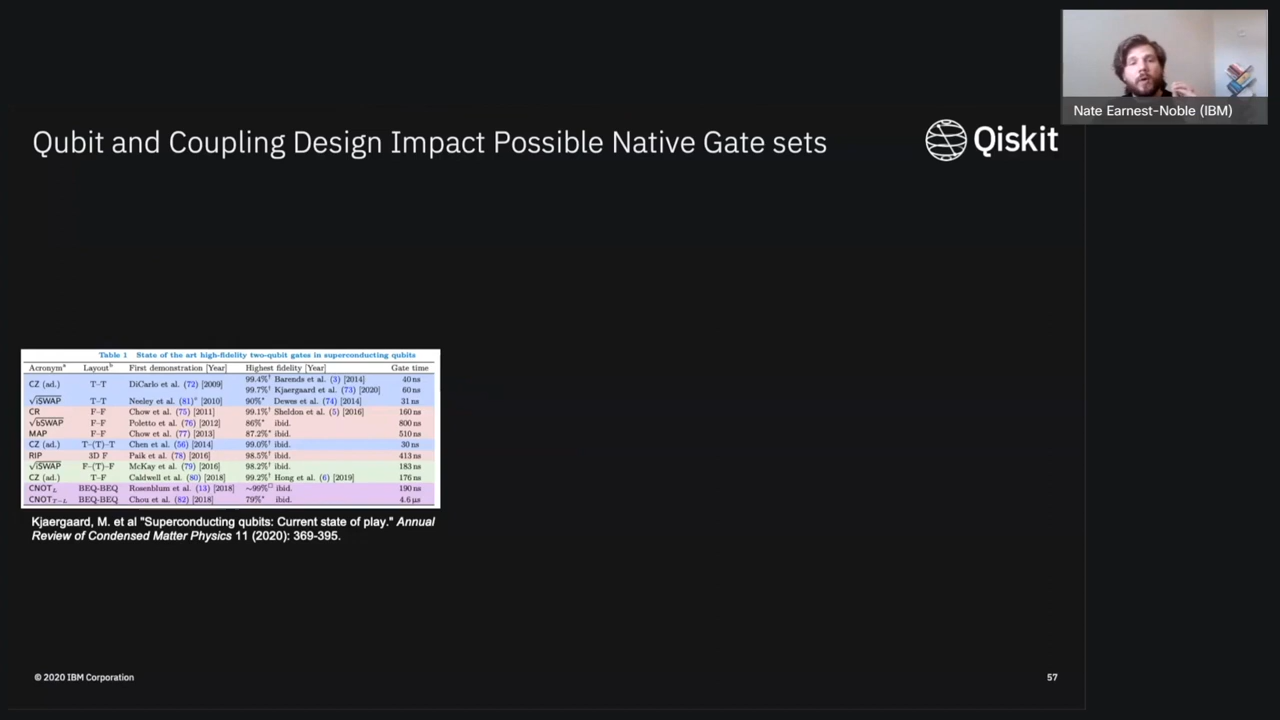 Nate Earnest-Noble (IBM)
Qubit and Coupling Design Impact Possible Native Gate sets
Qiskit
Table 1 State of the art high-fidelity two-qubit gates in superconducting qubits
Acronymᵃ Layoutᵇ First demonstration [Year] Highest fidelity [Year] Gate time
CZ (ad.) T–T DiCarlo et al. (72) [2009] 99.4%† Barends et al. (3) [2014] 40 ns
99.7%† Kjaergaard et al. (73) [2020] 60 ns
√iSWAP T–T Neeley et al. (81)* [2010] 90%* Dewes et al. (74) [2014] 31 ns
CR F–F Chow et al. (75) [2011] 99.1%† Sheldon et al. (5) [2016] 160 ns
√bSWAP F–F Poletto et al. (76) [2012] 86%* ibid. 800 ns
MAP F–F Chow et al. (77) [2013] 87.2%* ibid. 510 ns
CZ (ad.) T–(T)–T Chen et al. (56) [2014] 99.0%† ibid. 30 ns
RIP 3D F Paik et al. (78) [2016] 98.5%† ibid. 413 ns
√iSWAP F–(T)–F McKay et al. (79) [2016] 98.2%† ibid. 183 ns
CZ (ad.) T–F Caldwell et al. (80) [2018] 99.2%† Hong et al. (6) [2019] 176 ns
CNOT_L BEQ-BEQ Rosenblum et al. (13) [2018] ~99%□ ibid. 190 ns
CNOT_T−L BEQ-BEQ Chou et al. (82) [2018] 79%* ibid. 4.6 μs
Kjaergaard, M. et al "Superconducting qubits: Current state of play." Annual
Review of Condensed Matter Physics 11 (2020): 369-395.
© 2020 IBM Corporation
57